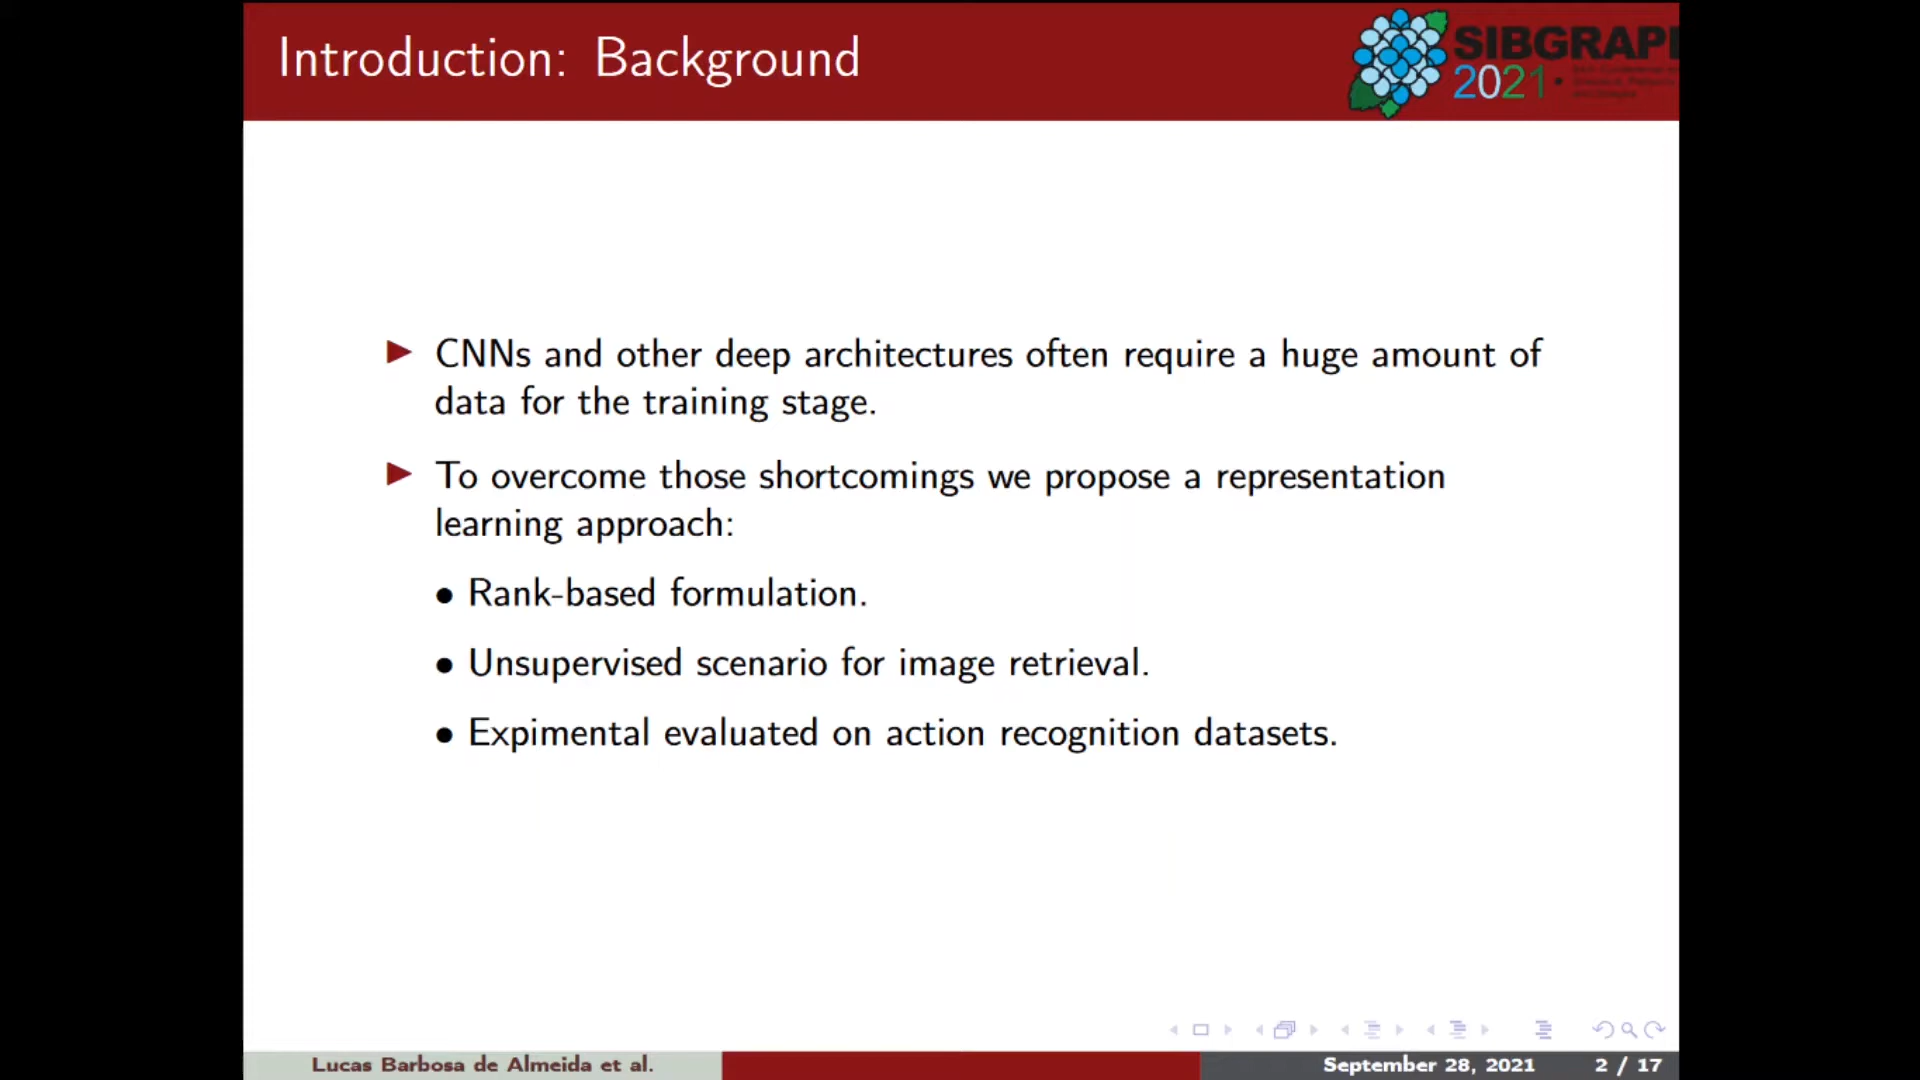 Introduction: Background
SIBGRAPI
2021
CNNs and other deep architectures often require a huge amount of
data for the training stage.
To overcome those shortcomings we propose a representation
learning approach:
• Rank-based formulation.
• Unsupervised scenario for image retrieval.
• Expimental evaluated on action recognition datasets.
Lucas Barbosa de Almeida et al.
September 28, 2021
2 / 17